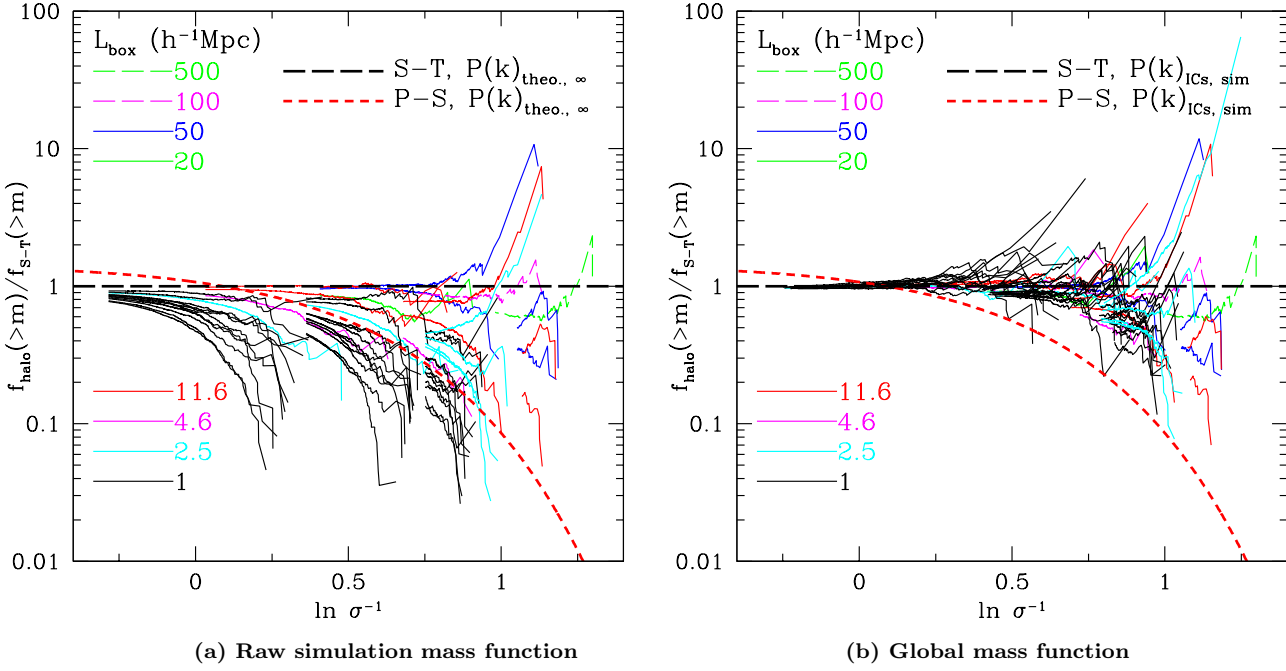 L_box (h⁻¹Mpc)
500
100
50
20
S−T, P(k)_theo., ∞
P−S, P(k)_theo., ∞
11.6
4.6
2.5
1
100
10
1
0.1
0.01
f_halo(>m)/f_S−T(>m)
0 0.5 1
ln σ⁻¹
(a) Raw simulation mass function
L_box (h⁻¹Mpc)
500
100
50
20
S−T, P(k)_ICs, sim
P−S, P(k)_ICs, sim
11.6
4.6
2.5
1
100
10
1
0.1
0.01
f_halo(>m)/f_S−T(>m)
0 0.5 1
ln σ⁻¹
(b) Global mass function